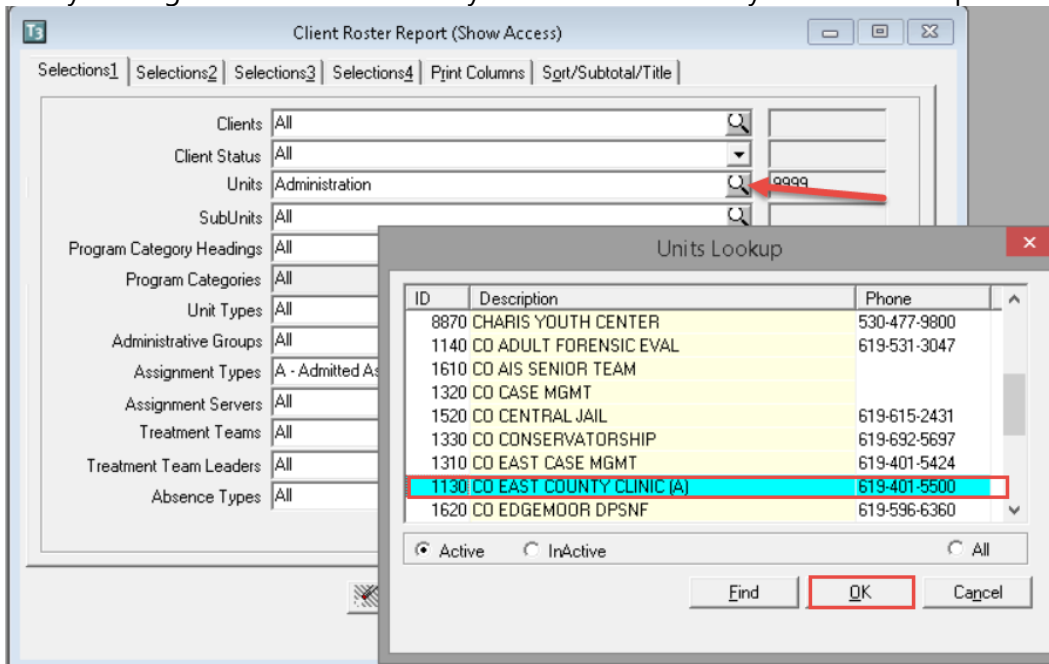 T3 Client Roster Report (Show Access)
Selections1 Selections2 Selections3 Selections4 Print Columns Sort/Subtotal/Title
Clients All
Client Status All
Units Administration 9999
SubUnits All
Program Category Headings All
Program Categories All
Unit Types All
Administrative Groups All
Assignment Types A - Admitted As
Assignment Servers All
Treatment Teams All
Treatment Team Leaders All
Absence Types All
Units Lookup
ID Description Phone
8870 CHARIS YOUTH CENTER 530-477-9800
1140 CO ADULT FORENSIC EVAL 619-531-3047
1610 CO AIS SENIOR TEAM
1320 CO CASE MGMT
1520 CO CENTRAL JAIL 619-615-2431
1330 CO CONSERVATORSHIP 619-692-5697
1310 CO EAST CASE MGMT 619-401-5424
1130 CO EAST COUNTY CLINIC (A) 619-401-5500
1620 CO EDGEMOOR DPSNF 619-596-6360
Active InActive All
Find OK Cancel